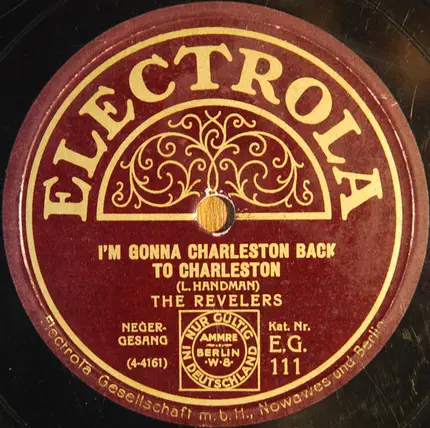 ELECTROLA
I'M GONNA CHARLESTON BACK
TO CHARLESTON
(L. HANDMAN)
THE REVELERS
NEGER-
GESANG
(4-4161)
NUR GÜLTIG
IN DEUTSCHLAND
AMMRE
BERLIN
·W·8·
Kat. Nr.
E.G.
111
Electrola Gesellschaft m.b.H., Nowawes und Berlin